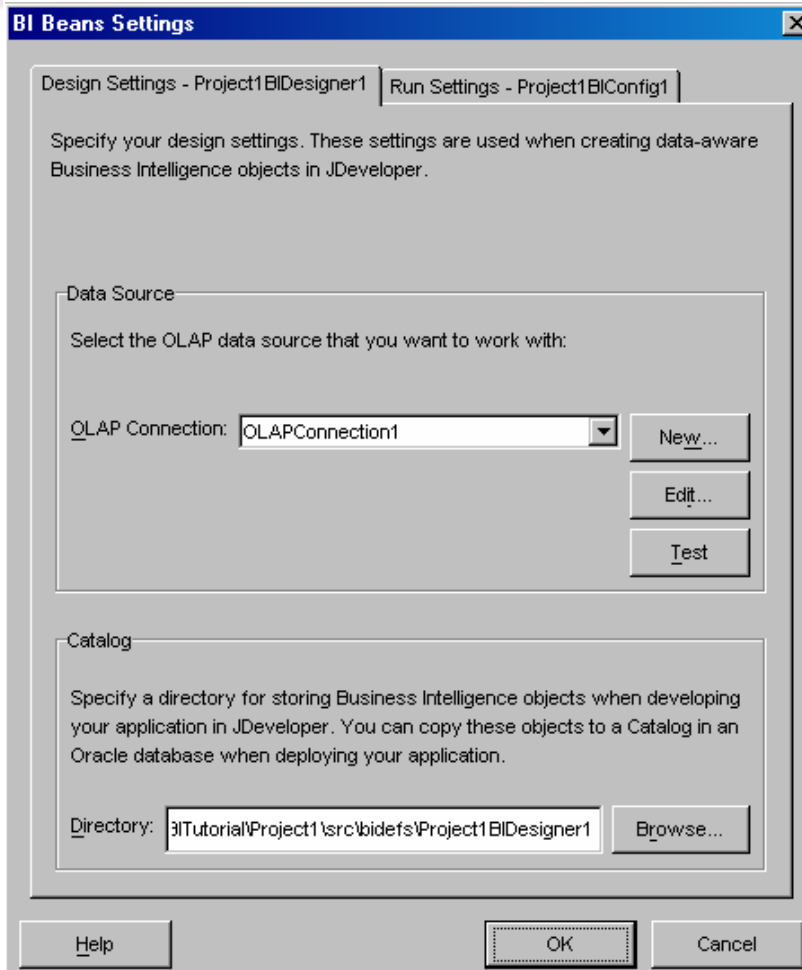 BI Beans Settings
Design Settings - Project1BIDesigner1
Run Settings - Project1BIConfig1
Specify your design settings. These settings are used when creating data-aware
Business Intelligence objects in JDeveloper.
Data Source
Select the OLAP data source that you want to work with:
OLAP Connection: OLAPConnection1
New...
Edit...
Test
Catalog
Specify a directory for storing Business Intelligence objects when developing
your application in JDeveloper. You can copy these objects to a Catalog in an
Oracle database when deploying your application.
Directory: BITutorial\Project1\src\bidefs\Project1BIDesigner1 Browse...
Help OK Cancel